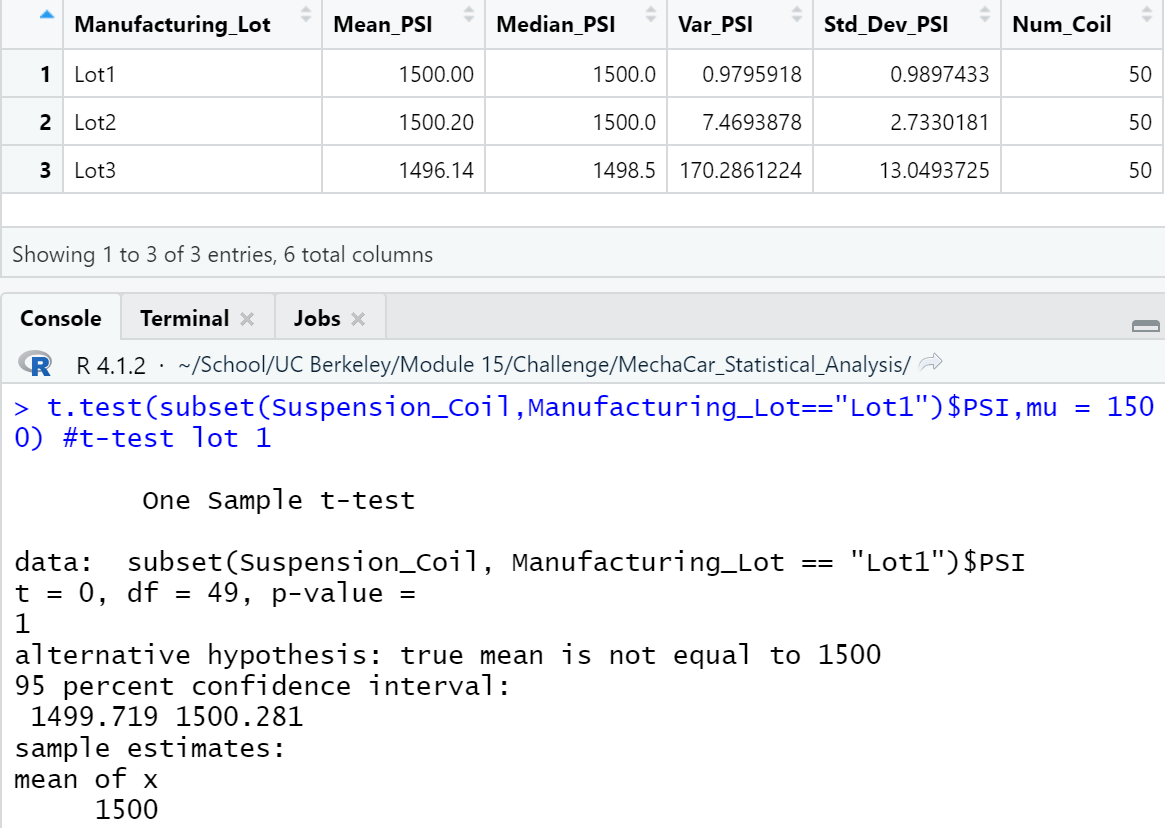 Manufacturing_Lot Mean_PSI Median_PSI Var_PSI Std_Dev_PSI Num_Coil
1 Lot1 1500.00 1500.0 0.9795918 0.9897433 50
2 Lot2 1500.20 1500.0 7.4693878 2.7330181 50
3 Lot3 1496.14 1498.5 170.2861224 13.0493725 50
Showing 1 to 3 of 3 entries, 6 total columns
Console Terminal Jobs
R R 4.1.2 · ~/School/UC Berkeley/Module 15/Challenge/MechaCar_Statistical_Analysis/
> t.test(subset(Suspension_Coil,Manufacturing_Lot=="Lot1")$PSI,mu = 150
0) #t-test lot 1
One Sample t-test
data:  subset(Suspension_Coil, Manufacturing_Lot == "Lot1")$PSI
t = 0, df = 49, p-value =
1
alternative hypothesis: true mean is not equal to 1500
95 percent confidence interval:
1499.719 1500.281
sample estimates:
mean of x
1500